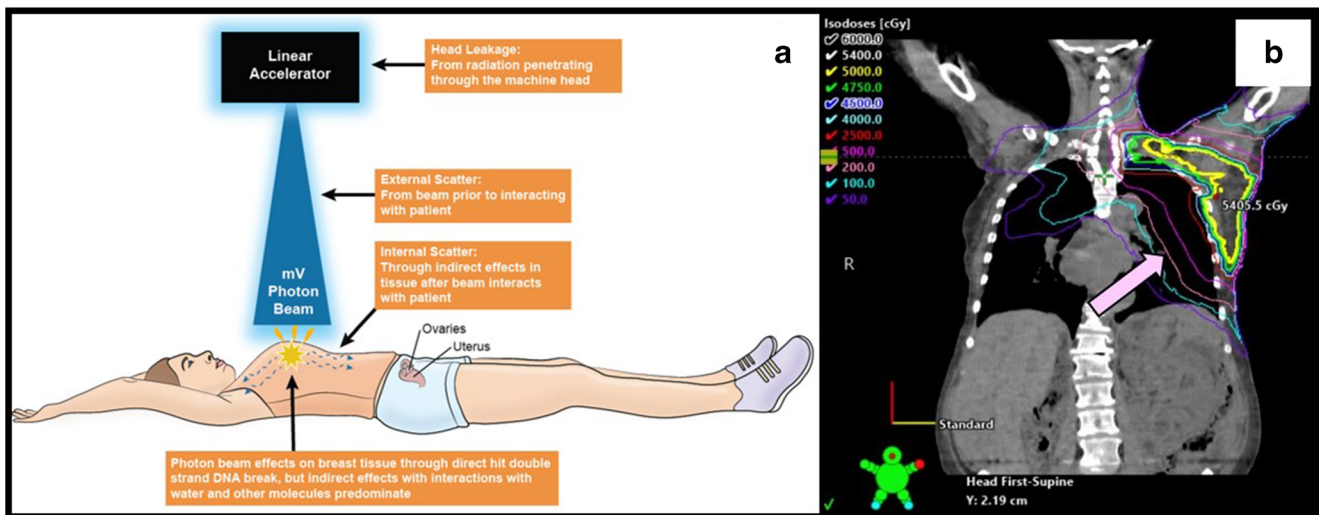 Linear
Accelerator
Head Leakage:
From radiation penetrating
through the machine head
a
External Scatter:
From beam prior to interacting
with patient
Internal Scatter:
Through indirect effects in
tissue after beam interacts
with patient
mV
Photon
Beam
Ovaries
Uterus
Photon beam effects on breast tissue through direct hit double
strand DNA break, but indirect effects with interactions with
water and other molecules predominate
Isodoses [cGy]
6000.0
5400.0
5000.0
4750.0
4500.0
4000.0
2500.0
500.0
200.0
100.0
50.0
b
5405.5 cGy
R
Standard
Head First-Supine
Y: 2.19 cm